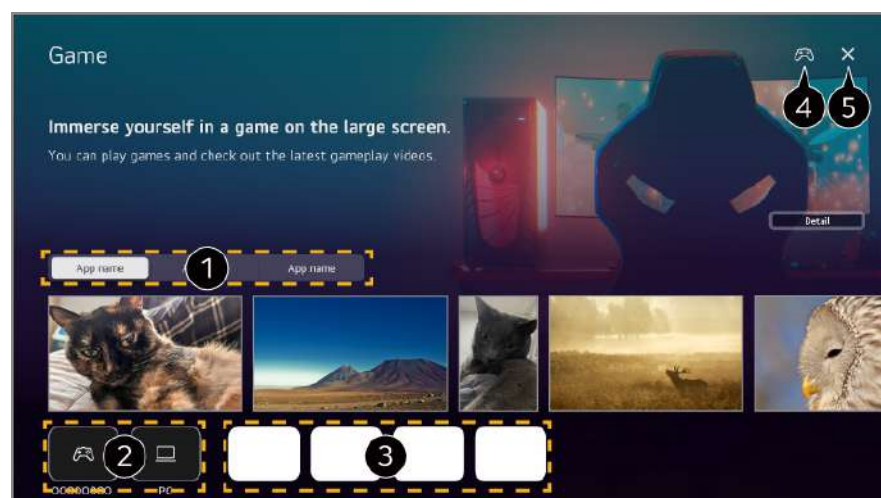 Game
4 5
Immerse yourself in a game on the large screen.
You can play games and check out the latest gameplay videos.
Detail
App name 1 App name
2 3
PC